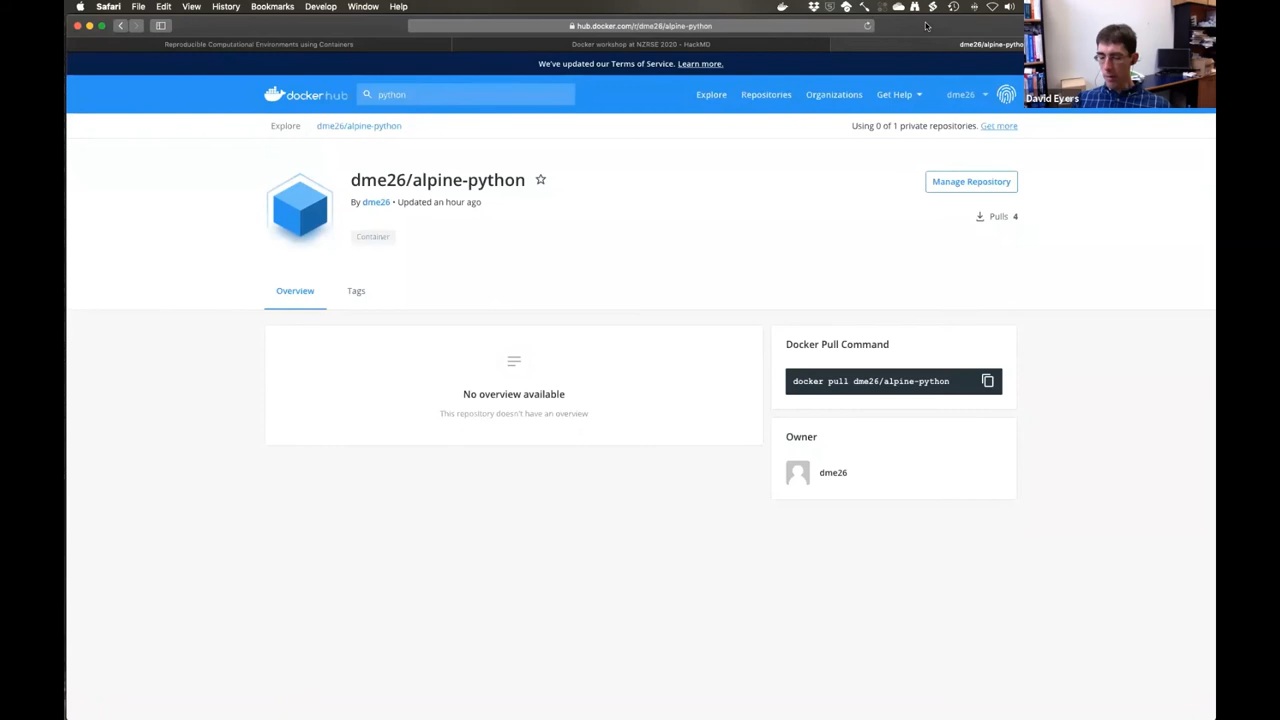 Safari File Edit View History Bookmarks Develop Window Help
hub.docker.com/r/dme26/alpine-python
Reproducible Computational Environments using Containers
Docker workshop at NZRSE 2020 - HackMD
dme26/alpine-pytho
We've updated our Terms of Service. Learn more.
dockerhub
python
Explore
Repositories
Organizations
Get Help
dme26
David Eyers
Explore
dme26/alpine-python
Using 0 of 1 private repositories. Get more
dme26/alpine-python
Manage Repository
By dme26 • Updated an hour ago
Pulls 4
Container
Overview
Tags
No overview available
This repository doesn't have an overview
Docker Pull Command
docker pull dme26/alpine-python
Owner
dme26